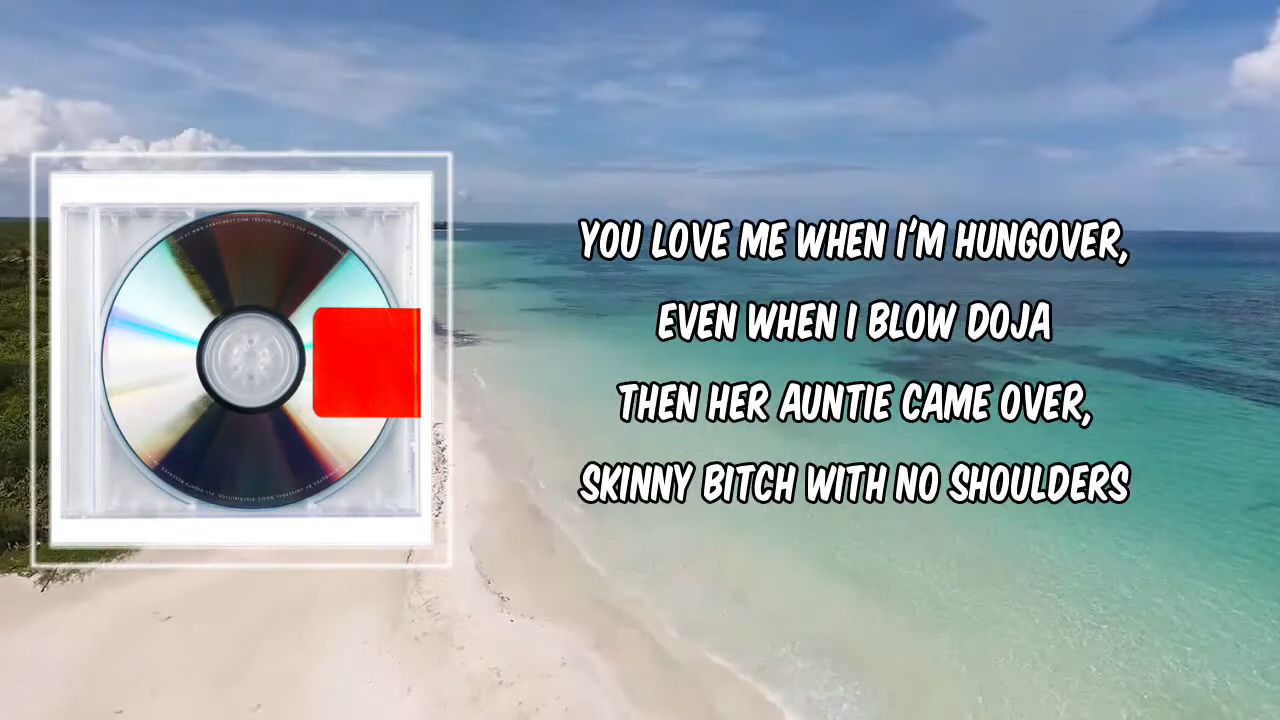 YOU LOVE ME WHEN I'M HUNGOVER,
EVEN WHEN I BLOW DOJA
THEN HER AUNTIE CAME OVER,
SKINNY BITCH WITH NO SHOULDERS